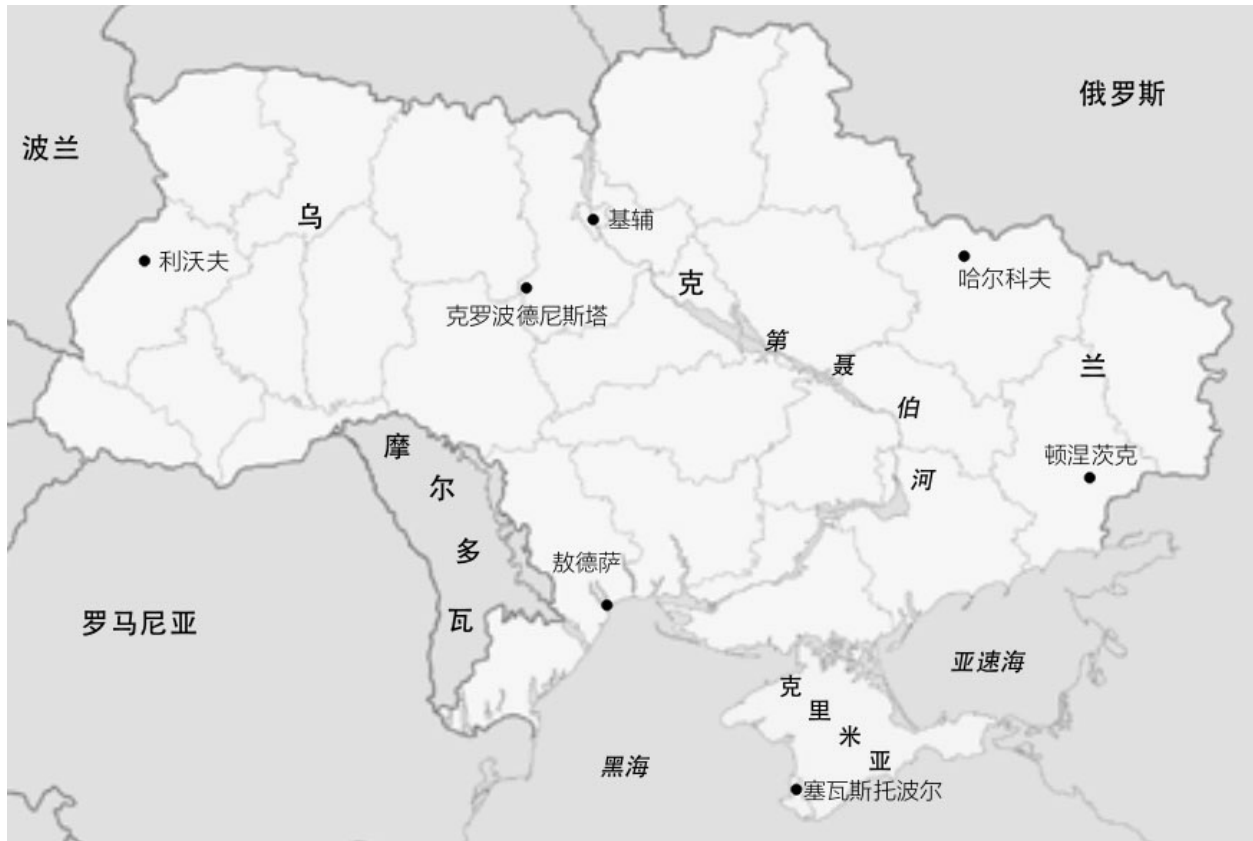 俄罗斯
波兰
乌
基辅
利沃夫
哈尔科夫
克
克罗波德尼斯塔
第聂伯河
兰
摩尔多瓦
顿涅茨克
敖德萨
罗马尼亚
亚速海
克里米亚
黑海
塞瓦斯托波尔